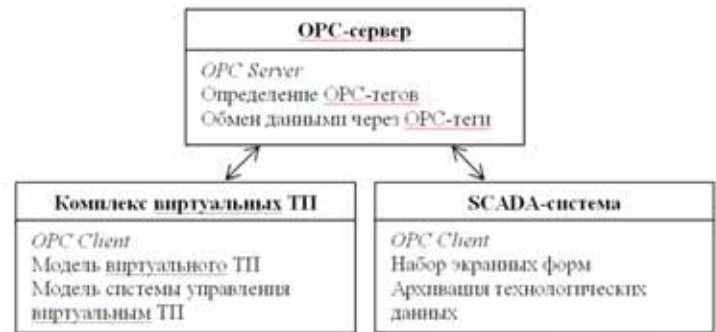 OPC-сервер
OPC Server
Определение OPC-тегов
Обмен данными через OPC-теги
Комплекс виртуальных ТП
OPC Client
Модель виртуального ТП
Модель системы управления
виртуальным ТП
SCADA-система
OPC Client
Набор экранных форм
Архивация технологических
данных